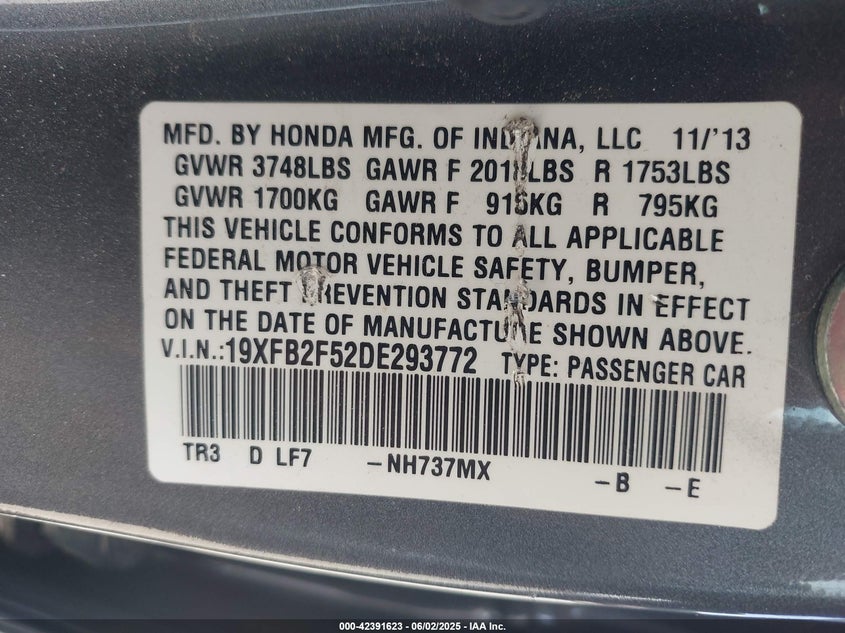 MFD. BY HONDA MFG. OF INDIANA, LLC 11/'13
GVWR 3748LBS GAWR F 2018LBS R 1753LBS
GVWR 1700KG GAWR F 915KG R 795KG
THIS VEHICLE CONFORMS TO ALL APPLICABLE
FEDERAL MOTOR VEHICLE SAFETY, BUMPER,
AND THEFT PREVENTION STANDARDS IN EFFECT
ON THE DATE OF MANUFACTURE SHOWN ABOVE.
V.I.N.:19XFB2F52DE293772 TYPE: PASSENGER CAR
TR3 D LF7 -NH737MX -B -E
000-42391623 | 06/02/2025 - IAA Inc.